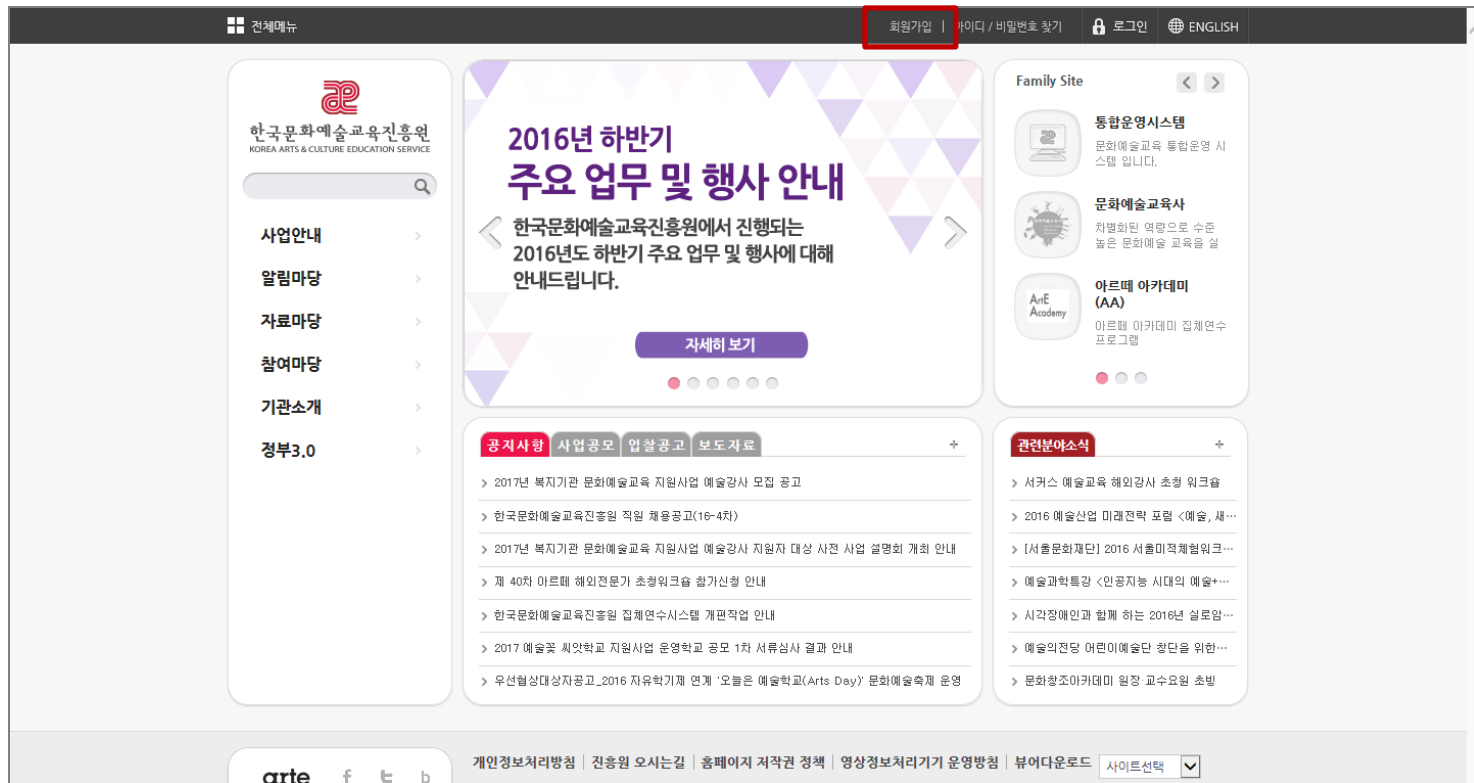 전체메뉴
회원가입 | 아이디 / 비밀번호 찾기 로그인 ENGLISH
한국문화예술교육진흥원
KOREA ARTS & CULTURE EDUCATION SERVICE
사업안내
알림마당
자료마당
참여마당
기관소개
정부3.0
2016년 하반기
주요 업무 및 행사 안내
한국문화예술교육진흥원에서 진행되는
2016년도 하반기 주요 업무 및 행사에 대해
안내드립니다.
자세히 보기
Family Site
통합운영시스템
문화예술교육 통합운영 시
스템 입니다.
문화예술교육사
차별화된 역량으로 수준
높은 문화예술 교육을 실
ArtE
Academy
아르떼 아카데미
(AA)
아르떼 아카데미 집체연수
프로그램
공지사항 사업공모 입찰공고 보도자료
2017년 복지기관 문화예술교육 지원사업 예술강사 모집 공고
한국문화예술교육진흥원 직원 채용공고(16-4차)
2017년 복지기관 문화예술교육 지원사업 예술강사 지원자 대상 사전 사업 설명회 개최 안내
제 40차 아르떼 해외전문가 초청워크숍 참가신청 안내
한국문화예술교육진흥원 집체연수시스템 개편작업 안내
2017 예술꽃 씨앗학교 지원사업 운영학교 공모 1차 서류심사 결과 안내
우선협상대상자공고_2016 자유학기제 연계 '오늘은 예술학교(Arts Day)' 문화예술축제 운영
관련분야소식
서커스 예술교육 해외강사 초청 워크숍
2016 예술산업 미래전략 포럼 <예술, 새…
[서울문화재단] 2016 서울미적체험워크…
예술과학특강 <인공지능 시대의 예술+…
시각장애인과 함께 하는 2016년 실로암…
예술의전당 어린이예술단 창단을 위한…
문화창조아카데미 원장·교수요원 초빙
arte f t b
개인정보처리방침 | 진흥원 오시는길 | 홈페이지 저작권 정책 | 영상정보처리기기 운영방침 | 뷰어다운로드 사이트선택